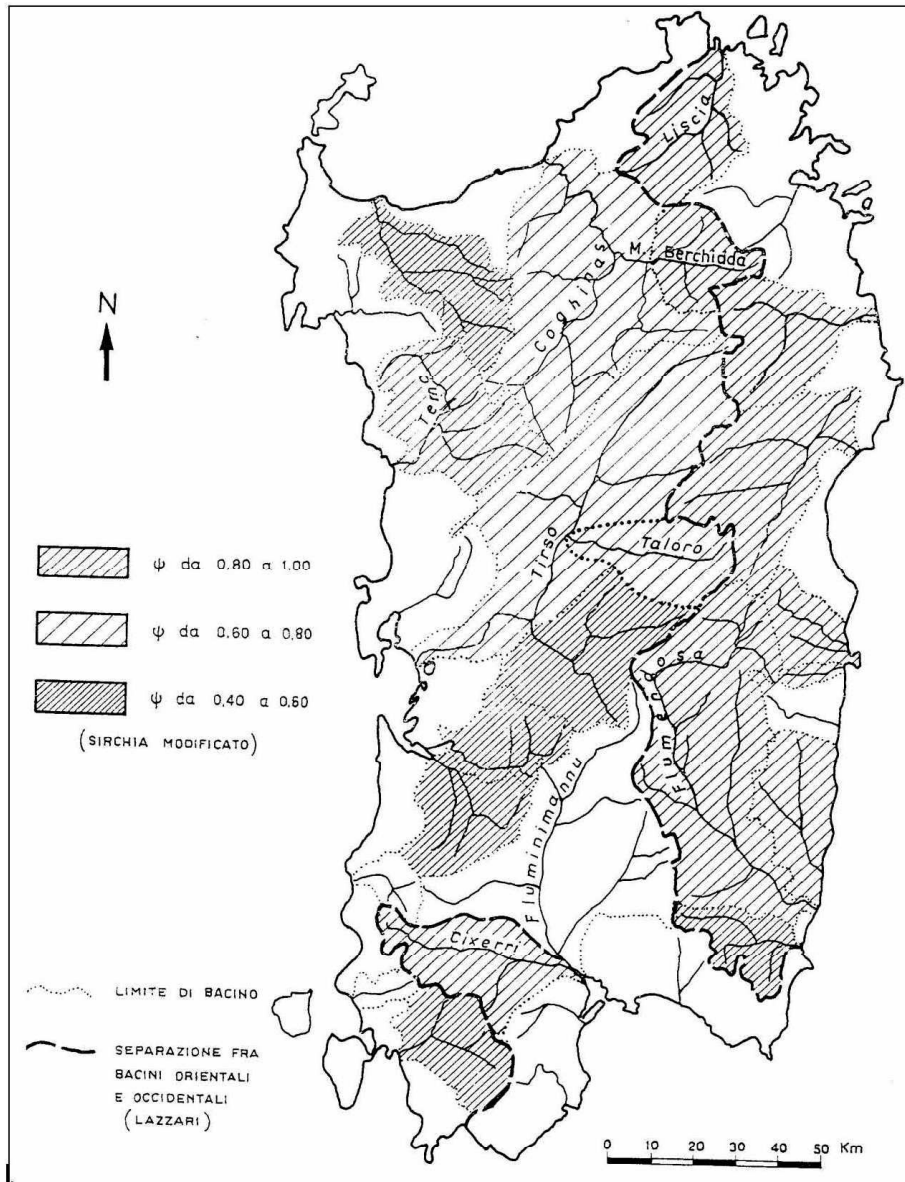 Liscia
M. Berchidda
Coghinas
N
Temo
Tirso
Taloro
ψ da 0,80 a 1,00
ψ da 0,60 a 0,80
ψ da 0,40 a 0,60
(SIRCHIA MODIFICATO)
Flumendosa
Fluminimannu
Cixerri
LIMITE DI BACINO
SEPARAZIONE FRA
BACINI ORIENTALI
E OCCIDENTALI
(LAZZARI)
0 10 20 30 40 50 Km